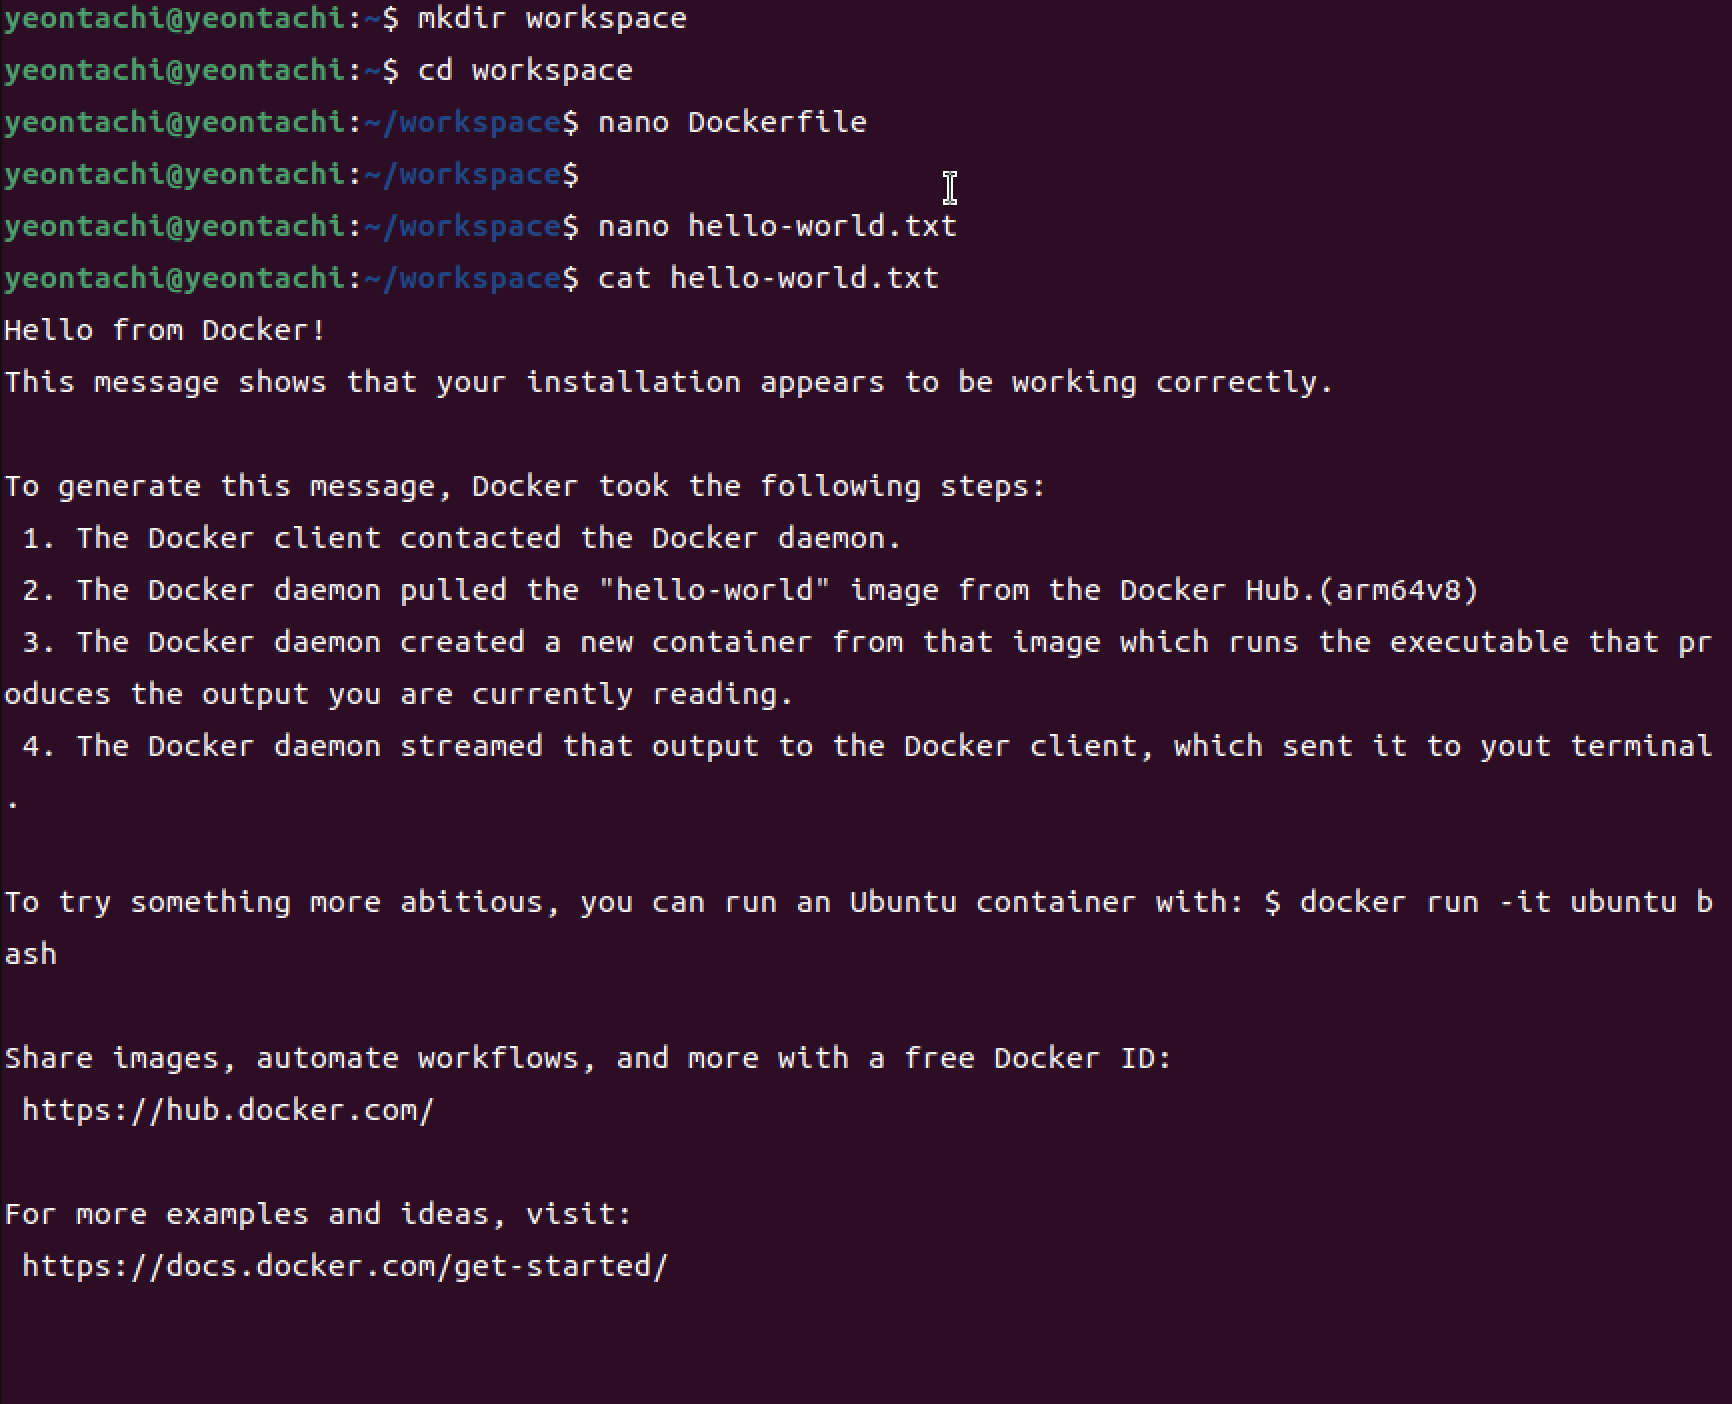 yeontachi@yeontachi:~$ mkdir workspace
yeontachi@yeontachi:~$ cd workspace
yeontachi@yeontachi:~/workspace$ nano Dockerfile
yeontachi@yeontachi:~/workspace$
yeontachi@yeontachi:~/workspace$ nano hello-world.txt
yeontachi@yeontachi:~/workspace$ cat hello-world.txt
Hello from Docker!
This message shows that your installation appears to be working correctly.
To generate this message, Docker took the following steps:
 1. The Docker client contacted the Docker daemon.
 2. The Docker daemon pulled the "hello-world" image from the Docker Hub.(arm64v8)
 3. The Docker daemon created a new container from that image which runs the executable that pr
oduces the output you are currently reading.
 4. The Docker daemon streamed that output to the Docker client, which sent it to yout terminal
.
To try something more abitious, you can run an Ubuntu container with: $ docker run -it ubuntu b
ash
Share images, automate workflows, and more with a free Docker ID:
 https://hub.docker.com/
For more examples and ideas, visit:
 https://docs.docker.com/get-started/